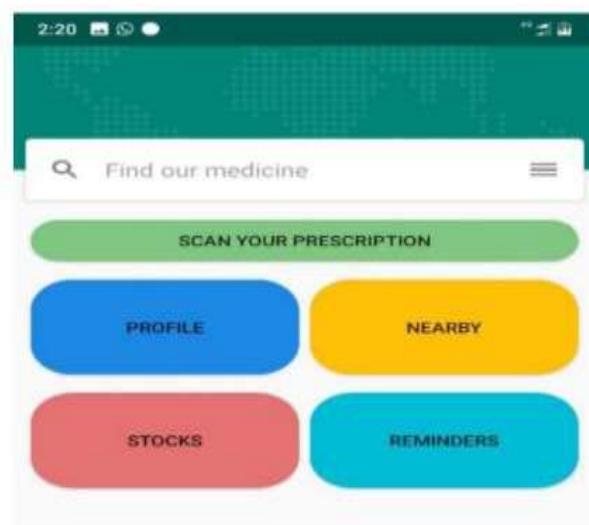 2:20
Find our medicine
SCAN YOUR PRESCRIPTION
PROFILE NEARBY
STOCKS REMINDERS